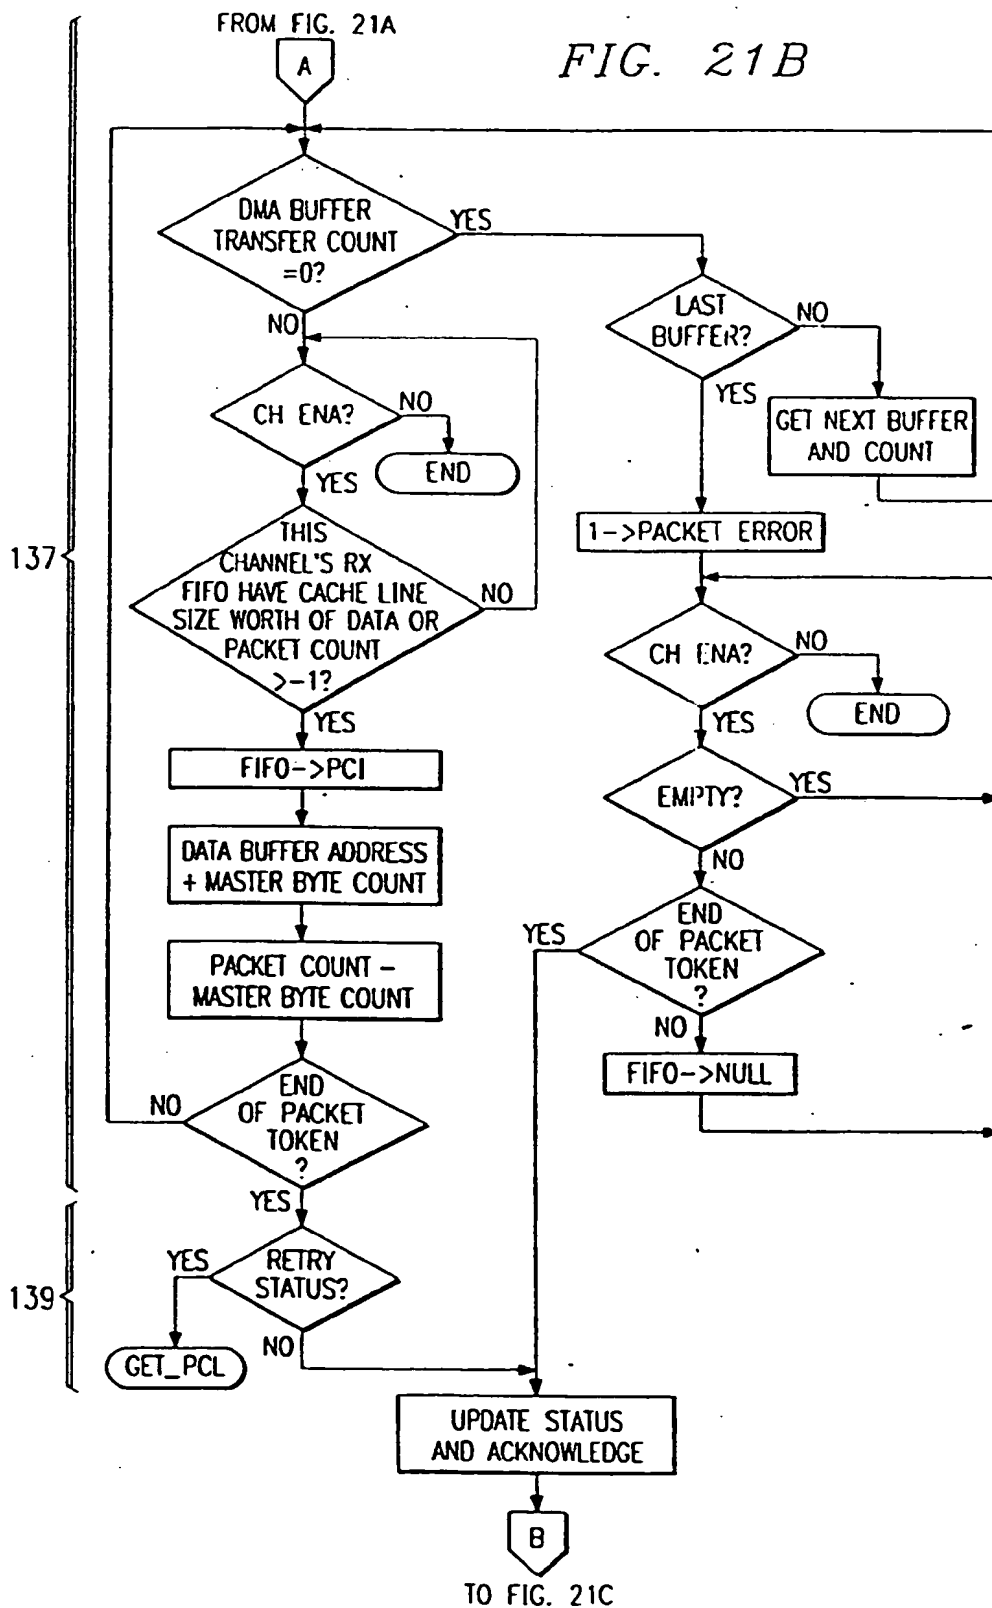 FROM FIG. 21A
A
FIG. 21B
DMA BUFFER
TRANSFER COUNT
=0?
YES
NO
LAST
BUFFER?
NO
YES
GET NEXT BUFFER
AND COUNT
1->PACKET ERROR
CH ENA?
NO
END
YES
THIS
CHANNEL'S RX
FIFO HAVE CACHE LINE
SIZE WORTH OF DATA OR
PACKET COUNT
>-1?
NO
YES
137
FIFO->PCI
DATA BUFFER ADDRESS
+ MASTER BYTE COUNT
PACKET COUNT -
MASTER BYTE COUNT
END
OF PACKET
TOKEN
?
NO
YES
CH ENA?
NO
END
YES
EMPTY?
YES
NO
END
OF PACKET
TOKEN
?
YES
NO
FIFO->NULL
139
RETRY
STATUS?
YES
NO
GET_PCL
UPDATE STATUS
AND ACKNOWLEDGE
B
TO FIG. 21C